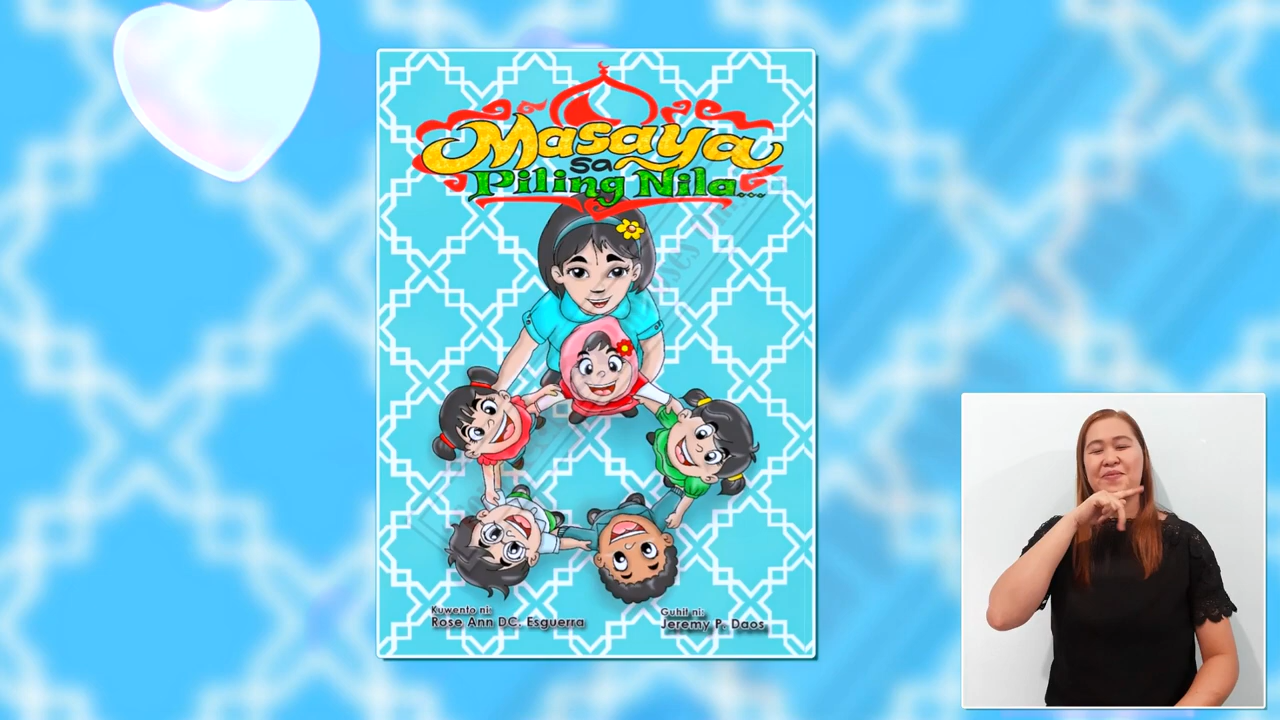 Masaya
sa
Piling Nila...
Kuwento ni:
Rose Ann DC. Esguerra
Guhit ni:
Jeremy P. Daos